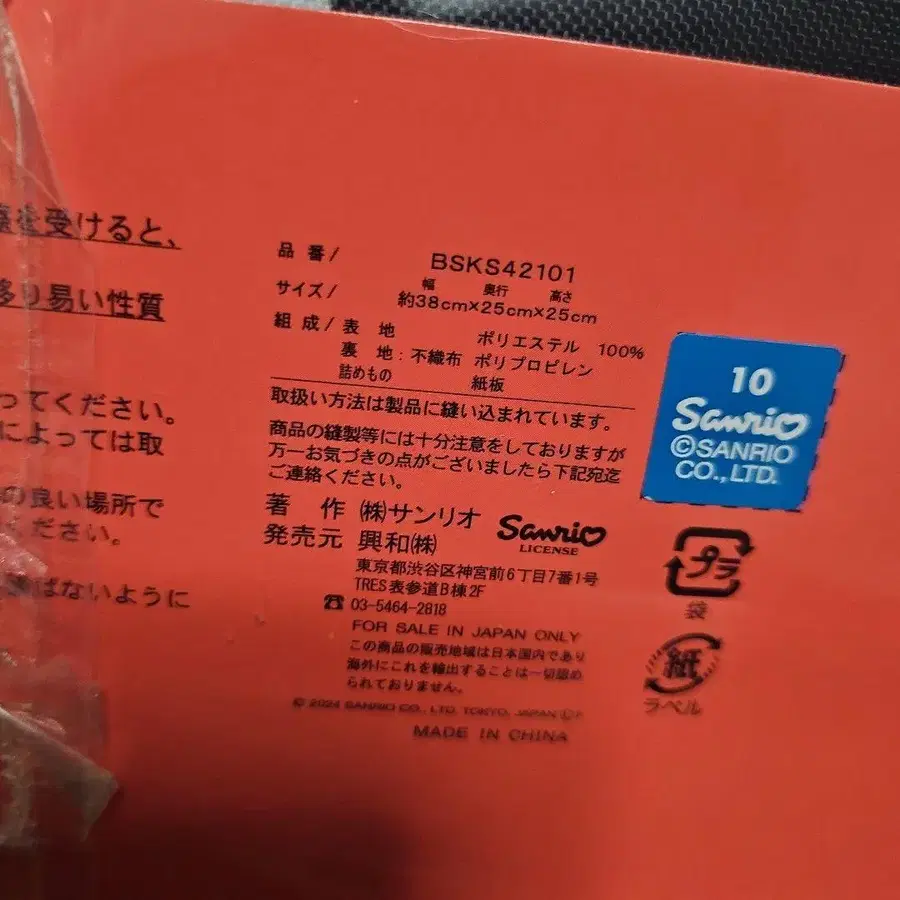 を受けると、
り易い性質
ってください。
によっては取
の良い場所で
ください。
ばないように
品番/ BSKS42101
幅 奥行 高さ
サイズ/ 約38cm×25cm×25cm
組成/表地 ポリエステル 100%
裏地:不織布 ポリプロピレン
詰めもの 紙板
取扱い方法は製品に縫い込まれています。
商品の縫製等には十分注意をしておりますが
万一お気づきの点がございましたら下記宛迄
ご連絡ください。
著作 (株)サンリオ
発売元 興和(株)
Sanrio
LICENSE
東京都渋谷区神宮前6丁目7番1号
TRES表参道B棟2F
☎ 03-5464-2818
FOR SALE IN JAPAN ONLY
この商品の販売地域は日本国内であり
海外にこれを輸出することは一切認め
られておりません。
© 2024 SANRIO CO., LTD. TOKYO, JAPAN Ⓟ
MADE IN CHINA
10
Sanrio
©SANRIO
CO., LTD.
プラ
袋
紙
ラベル